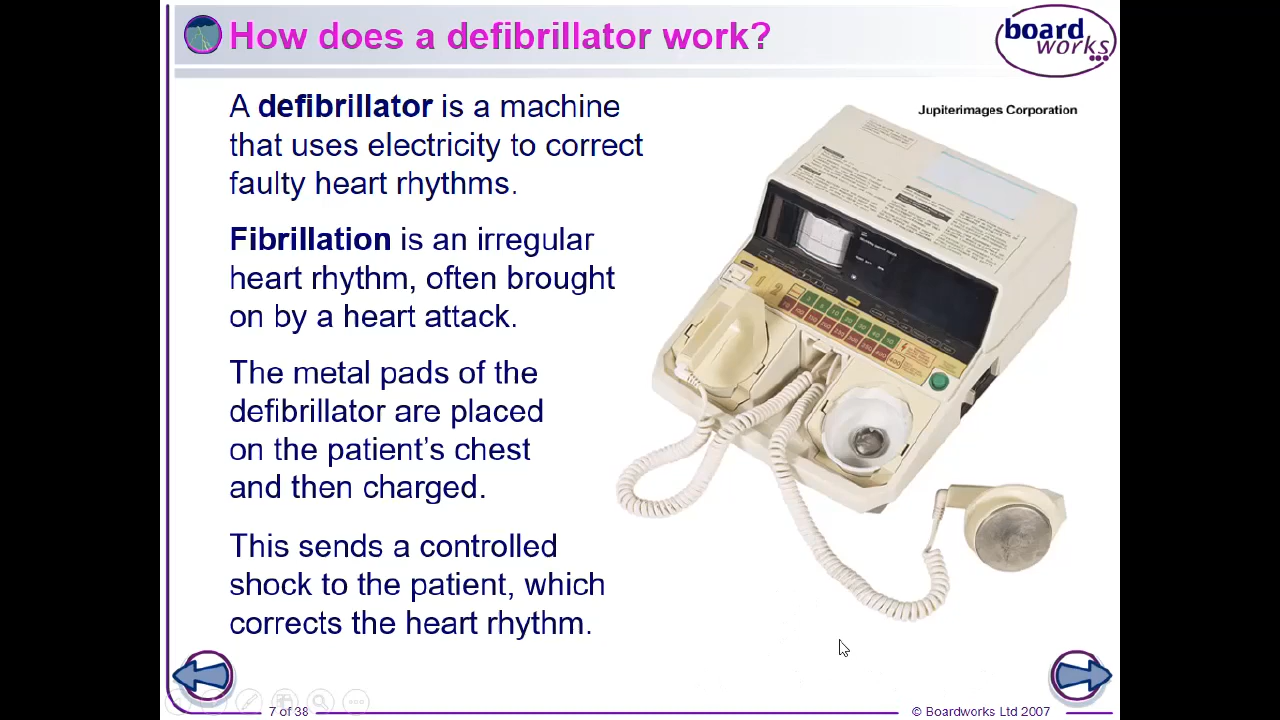 How does a defibrillator work?
board
works
A defibrillator is a machine
that uses electricity to correct
faulty heart rhythms.
Jupiterimages Corporation
Fibrillation is an irregular
heart rhythm, often brought
on by a heart attack.
The metal pads of the
defibrillator are placed
on the patient’s chest
and then charged.
This sends a controlled
shock to the patient, which
corrects the heart rhythm.
7 of 38
© Boardworks Ltd 2007